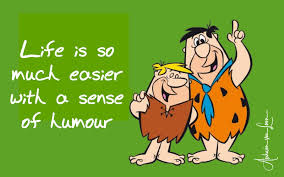 Life is so
much easier
with a sense
of humour